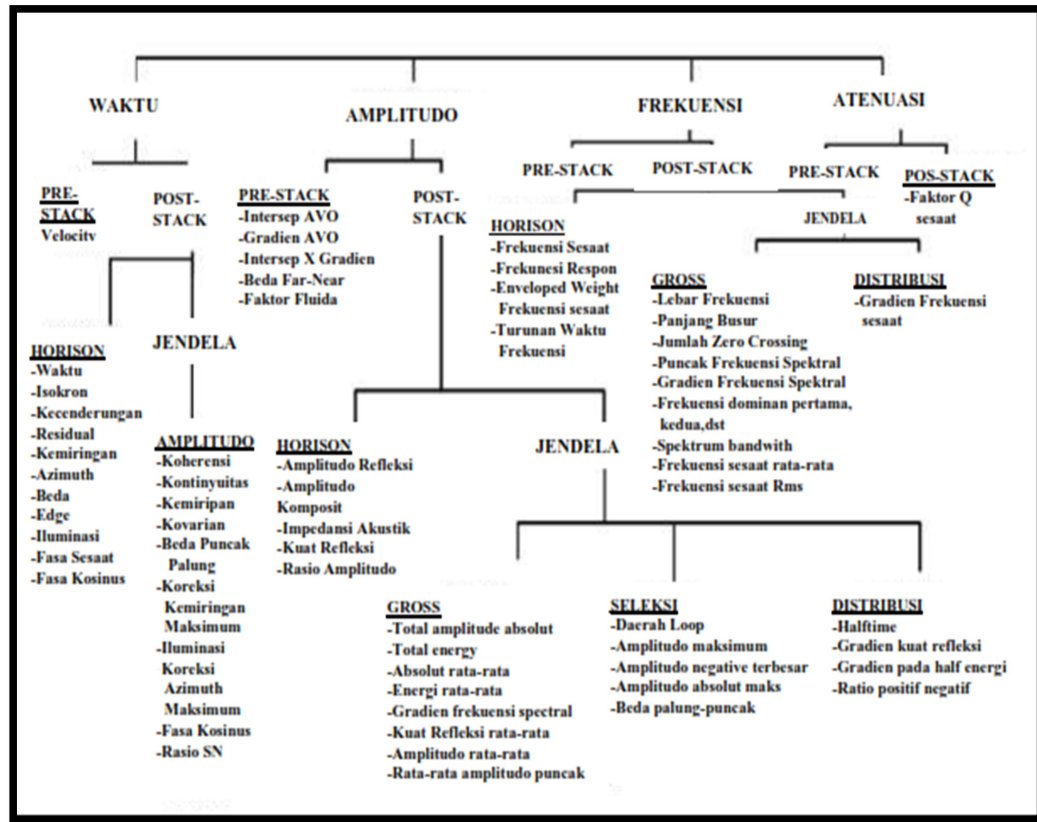 WAKTU
AMPLITUDO
FREKUENSI
ATENUASI
PRE-
STACK
Velocity
POST-
STACK
HORISON
-Waktu
-Isokron
-Kecenderungan
-Residual
-Kemiringan
-Azimuth
-Beda
-Edge
-Iluminasi
-Fasa Sesaat
-Fasa Kosinus
JENDELA
AMPLITUDO
-Koherensi
-Kontinyuitas
-Kemiripan
-Kovarian
-Beda Puncak
Palung
-Koreksi
Kemiringan
Maksimum
-Iluminasi
Koreksi
Azimuth
Maksimum
-Fasa Kosinus
-Rasio SN
PRE-STACK
-Intersep AVO
-Gradien AVO
-Intersep X Gradien
-Beda Far-Near
-Faktor Fluida
POST-
STACK
HORISON
-Amplitudo Refleksi
-Amplitudo
Komposit
-Impedansi Akustik
-Kuat Refleksi
-Rasio Amplitudo
JENDELA
GROSS
-Total amplitude absolut
-Total energy
-Absolut rata-rata
-Energi rata-rata
-Gradien frekuensi spectral
-Kuat Refleksi rata-rata
-Amplitudo rata-rata
-Rata-rata amplitudo puncak
SELEKSI
-Daerah Loop
-Amplitudo maksimum
-Amplitudo negative terbesar
-Amplitudo absolut maks
-Beda palung-puncak
DISTRIBUSI
-Halftime
-Gradien kuat refleksi
-Gradien pada half energi
-Ratio positif negatif
PRE-STACK
POST-STACK
HORISON
-Frekuensi Sesaat
-Frekunesi Respon
-Enveloped Weight
Frekuensi sesaat
-Turunan Waktu
Frekuensi
JENDELA
GROSS
-Lebar Frekuensi
-Panjang Busur
-Jumlah Zero Crossing
-Puncak Frekuensi Spektral
-Gradien Frekuensi Spektral
-Frekuensi dominan pertama,
kedua,dst
-Spektrum bandwith
-Frekuensi sesaat rata-rata
-Frekuensi sesaat Rms
DISTRIBUSI
-Gradien Frekuensi
sesaat
PRE-STACK
POS-STACK
-Faktor Q
sesaat